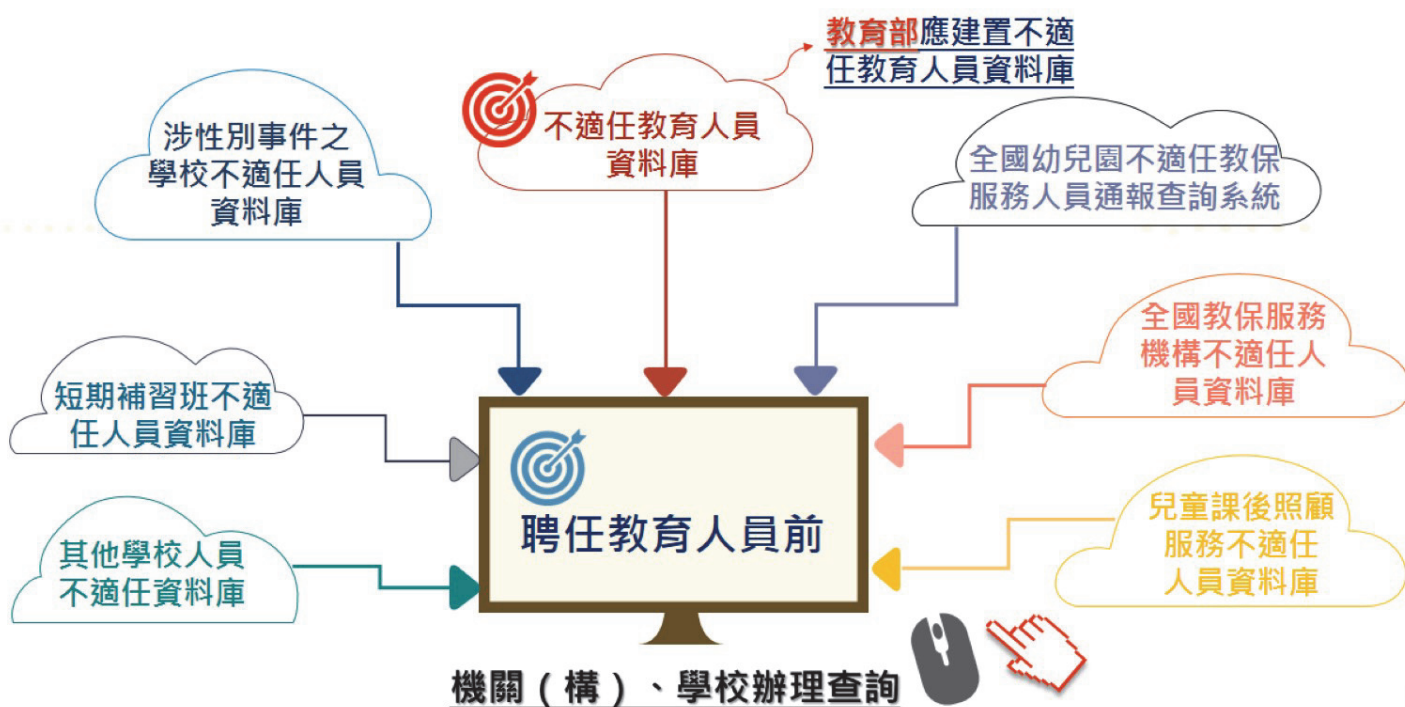 教育部應建置不適
任教育人員資料庫
涉性別事件之
學校不適任人員
資料庫
不適任教育人員
資料庫
全國幼兒園不適任教保
服務人員通報查詢系統
短期補習班不適
任人員資料庫
全國教保服務
機構不適任人
員資料庫
其他學校人員
不適任資料庫
聘任教育人員前
兒童課後照顧
服務不適任
人員資料庫
機關（構）、學校辦理查詢